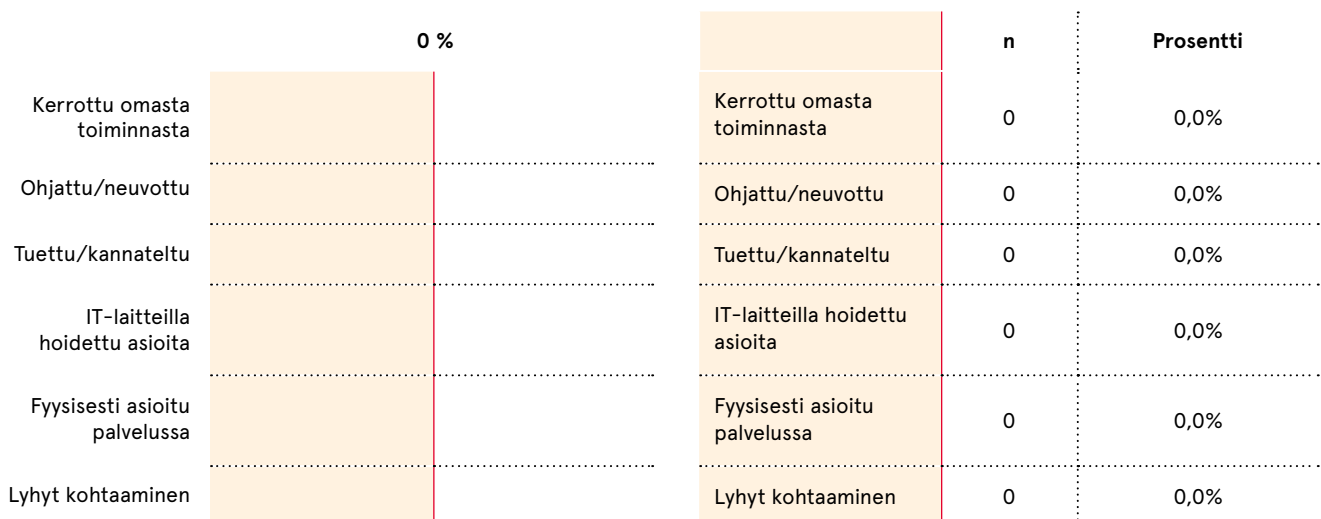 0 %
Kerrottu omasta
toiminnasta
Ohjattu/neuvottu
Tuettu/kannateltu
IT-laitteilla
hoidettu asioita
Fyysisesti asioitu
palvelussa
Lyhyt kohtaaminen
n Prosentti
Kerrottu omasta
toiminnasta
0 0,0%
Ohjattu/neuvottu 0 0,0%
Tuettu/kannateltu 0 0,0%
IT-laitteilla hoidettu
asioita
0 0,0%
Fyysisesti asioitu
palvelussa
0 0,0%
Lyhyt kohtaaminen 0 0,0%